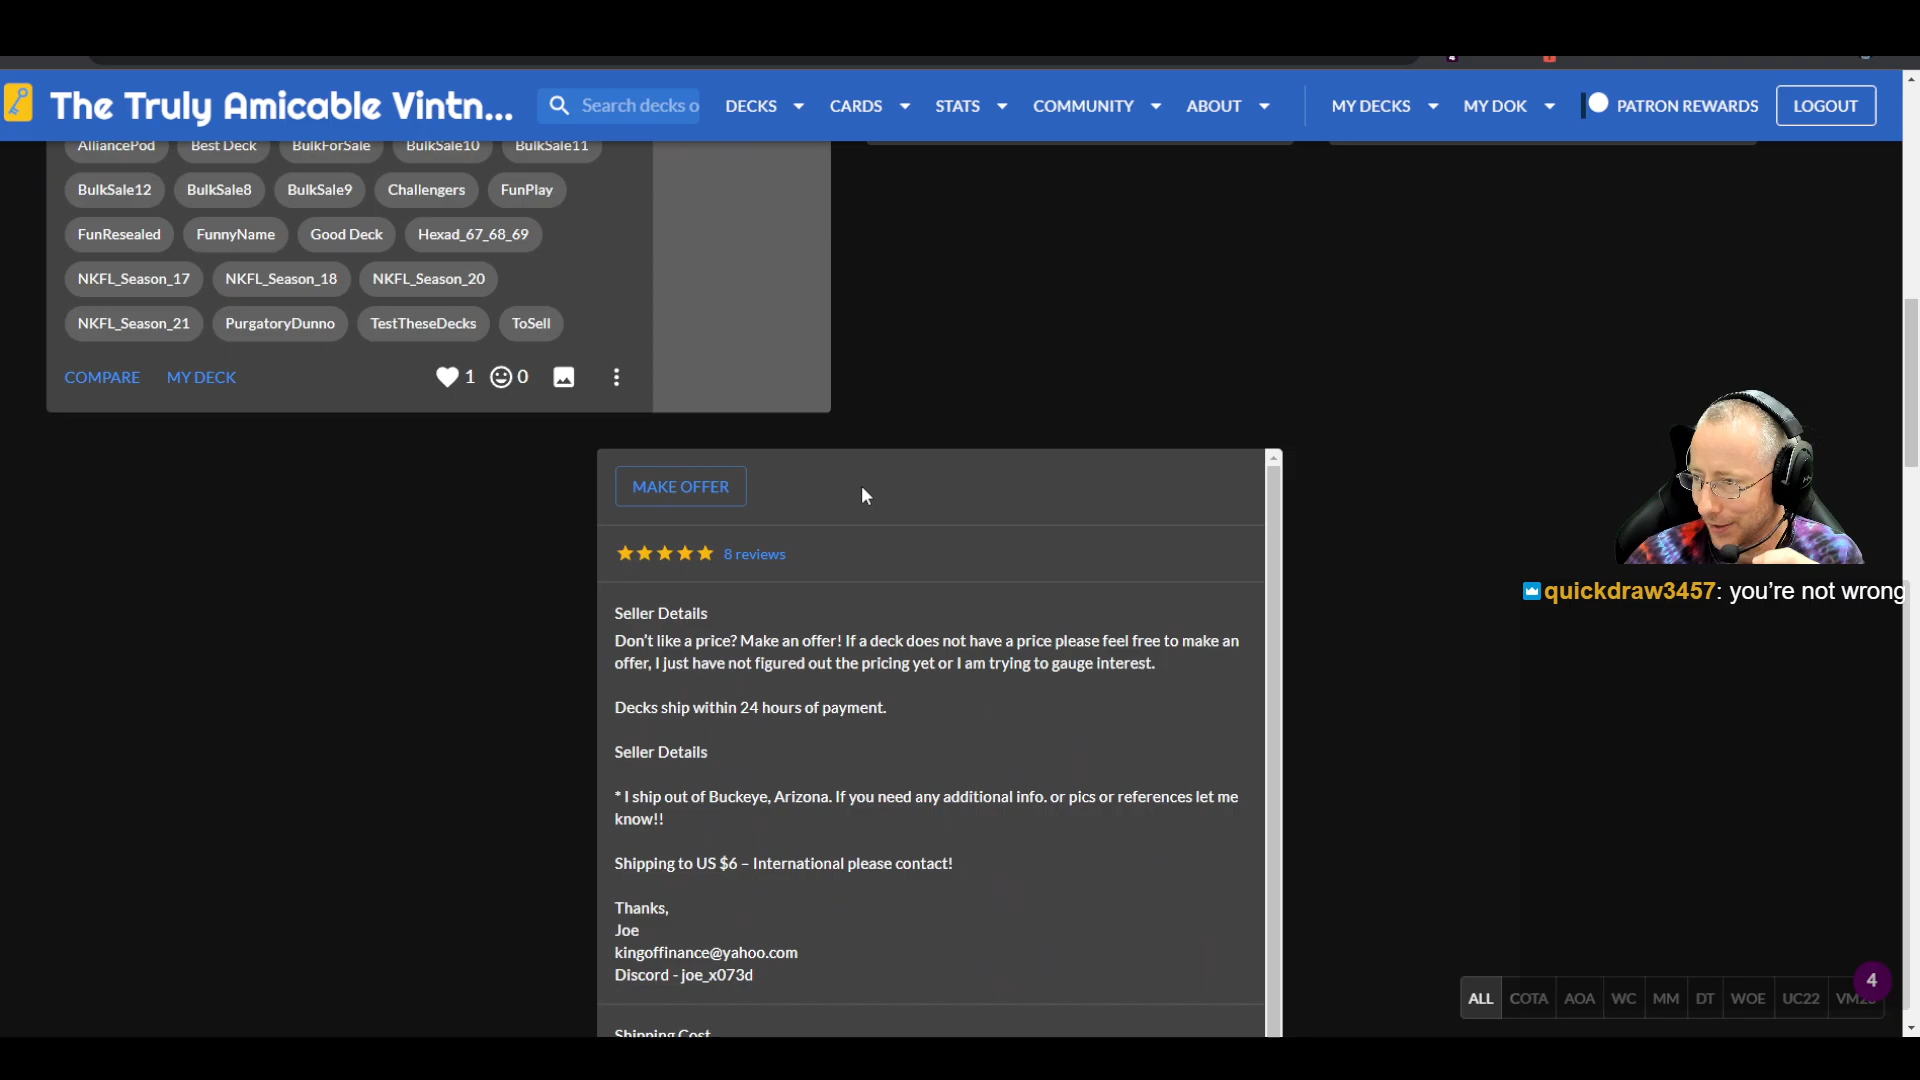 The Truly Amicable Vintn...
Search decks o
DECKS
CARDS
STATS
COMMUNITY
ABOUT
MY DECKS
MY DOK
PATRON REWARDS
LOGOUT
AlliancePod
Best Deck
BulkForSale
BulkSale10
BulkSale11
BulkSale12
BulkSale8
BulkSale9
Challengers
FunPlay
FunResealed
FunnyName
Good Deck
Hexad_67_68_69
NKFL_Season_17
NKFL_Season_18
NKFL_Season_20
NKFL_Season_21
PurgatoryDunno
TestTheseDecks
ToSell
COMPARE
MY DECK
1
0
MAKE OFFER
8 reviews
Seller Details
Don't like a price? Make an offer! If a deck does not have a price please feel free to make an
offer, I just have not figured out the pricing yet or I am trying to gauge interest.
Decks ship within 24 hours of payment.
Seller Details
* I ship out of Buckeye, Arizona. If you need any additional info. or pics or references let me
know!!
Shipping to US $6 – International please contact!
Thanks,
Joe
kingoffinance@yahoo.com
Discord - joe_x073d
Shipping Cost
quickdraw3457: you're not wrong
4
ALL
COTA
AOA
WC
MM
DT
WOE
UC22